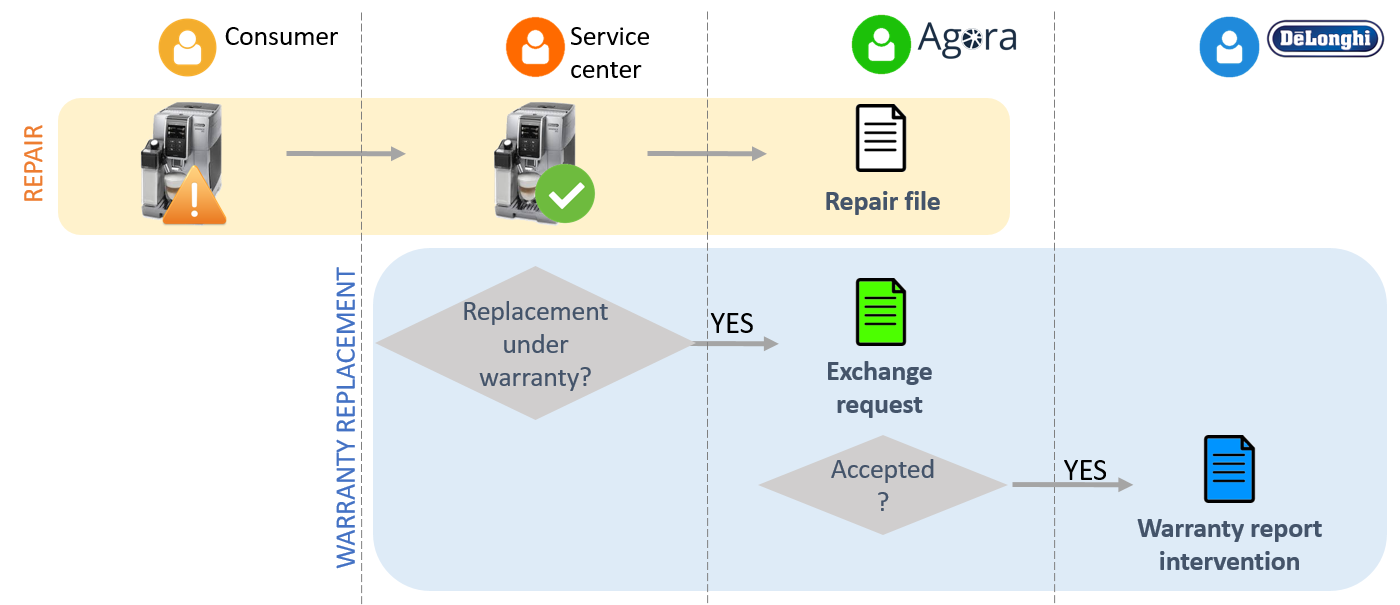 Consumer
Service
center
Agora
DēLonghi
REPAIR
Repair file
WARRANTY REPLACEMENT
Replacement
under
warranty?
YES
Exchange
request
Accepted
?
YES
Warranty report
intervention